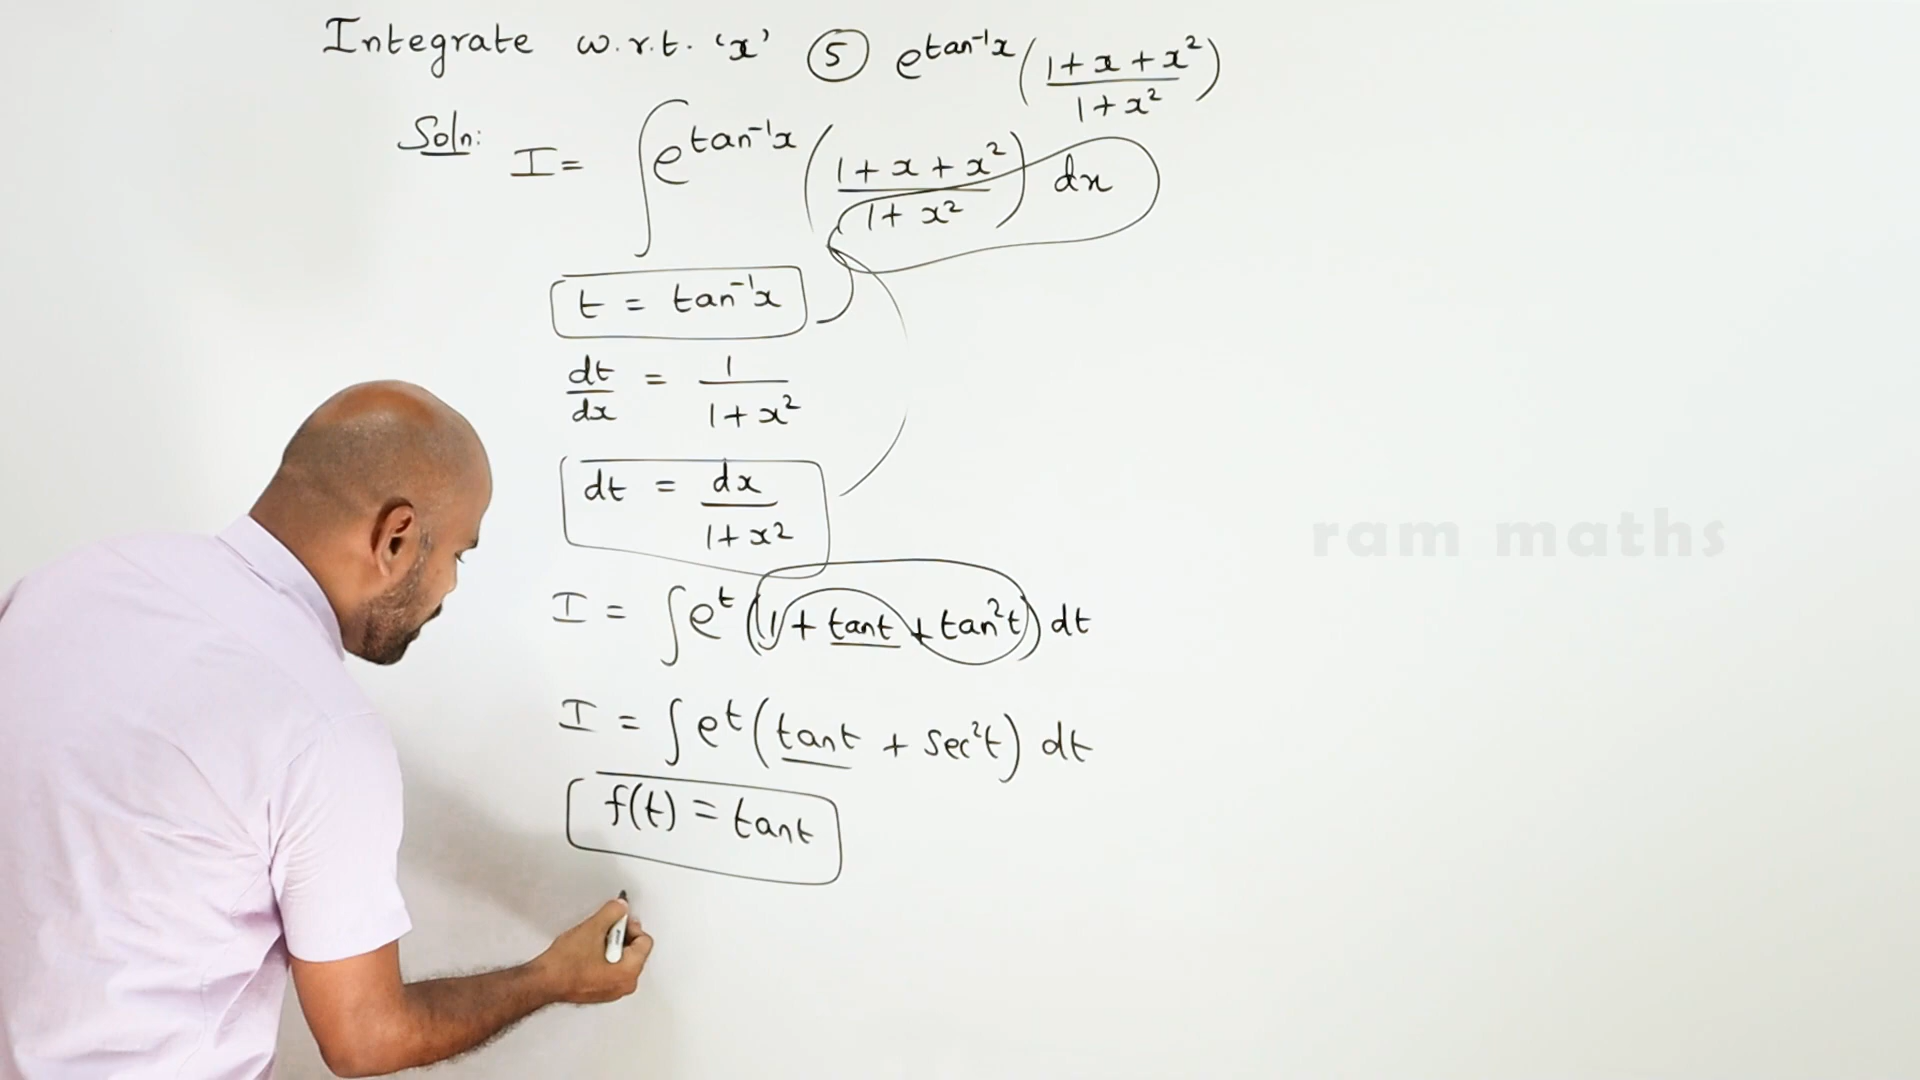 Integrate w.r.t. 'x' ⑤ e^{tan⁻¹x} ( (1+x+x²)/(1+x²) )
Soln: I = ∫ e^{tan⁻¹x} ( (1+x+x²)/(1+x²) ) dx
t = tan⁻¹x
dt/dx = 1/(1+x²)
dt = dx/(1+x²)
ram maths
I = ∫ e^t (1 + tant + tan²t) dt
I = ∫ e^t (tant + sec²t) dt
f(t) = tant